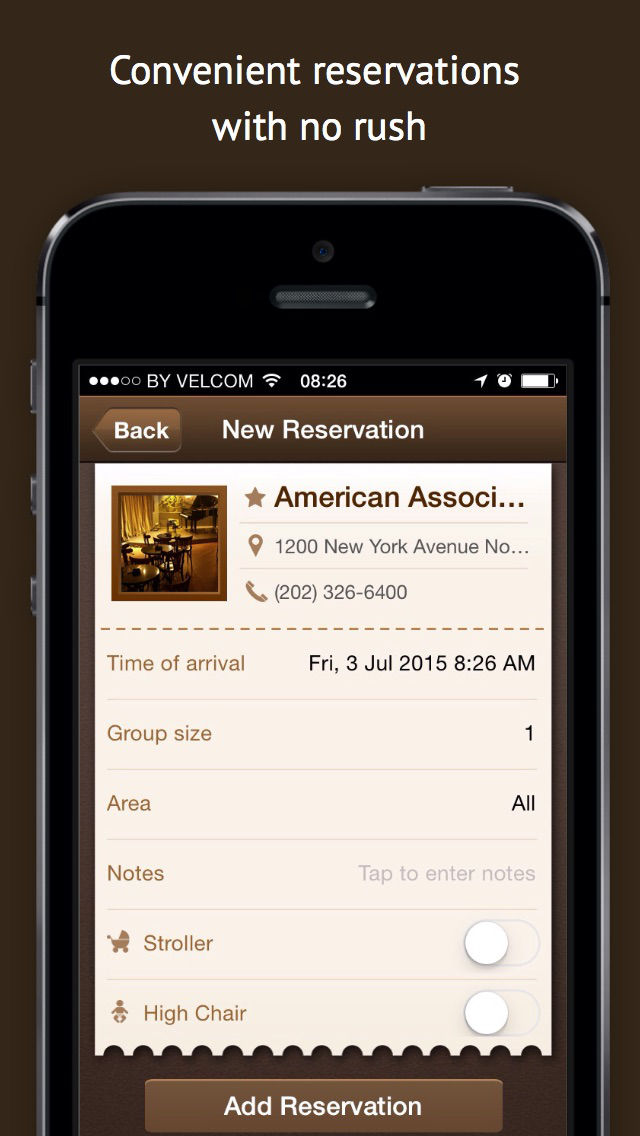 Convenient reservations
with no rush
BY VELCOM 08:26
Back New Reservation
American Associ...
1200 New York Avenue No...
(202) 326-6400
Time of arrival Fri, 3 Jul 2015 8:26 AM
Group size 1
Area All
Notes Tap to enter notes
Stroller
High Chair
Add Reservation